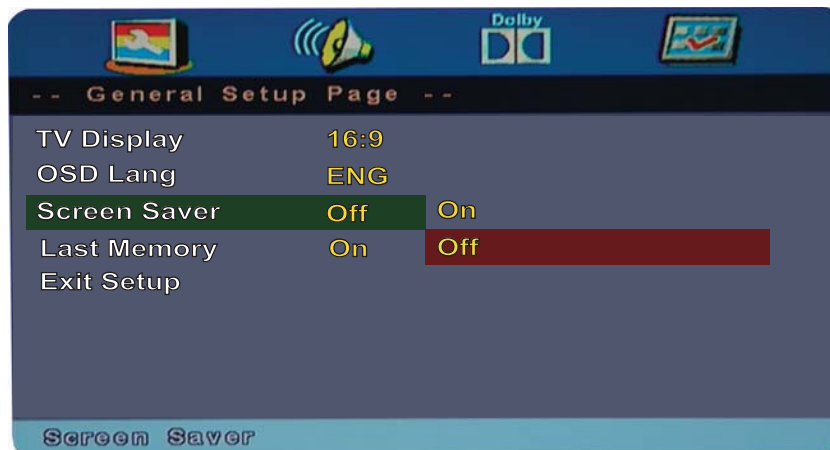 Dolby
-- General Setup Page --
TV Display 16:9
OSD Lang ENG
Screen Saver Off On
Last Memory On Off
Exit Setup
Screen Saver